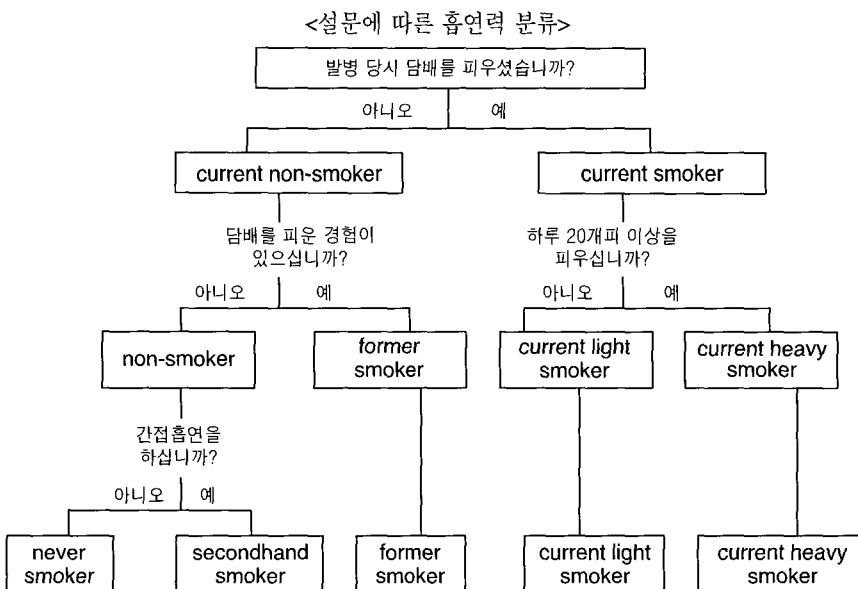 <설문에 따른 흡연력 분류>
발병 당시 담배를 피우셨습니까?
아니오 예
current non-smoker
current smoker
담배를 피운 경험이
있으십니까?
하루 20개피 이상을
피우십니까?
아니오 예
아니오 예
non-smoker
former
smoker
current light
smoker
current heavy
smoker
간접흡연을
하십니까?
아니오 예
never
smoker
secondhand
smoker
former
smoker
current light
smoker
current heavy
smoker